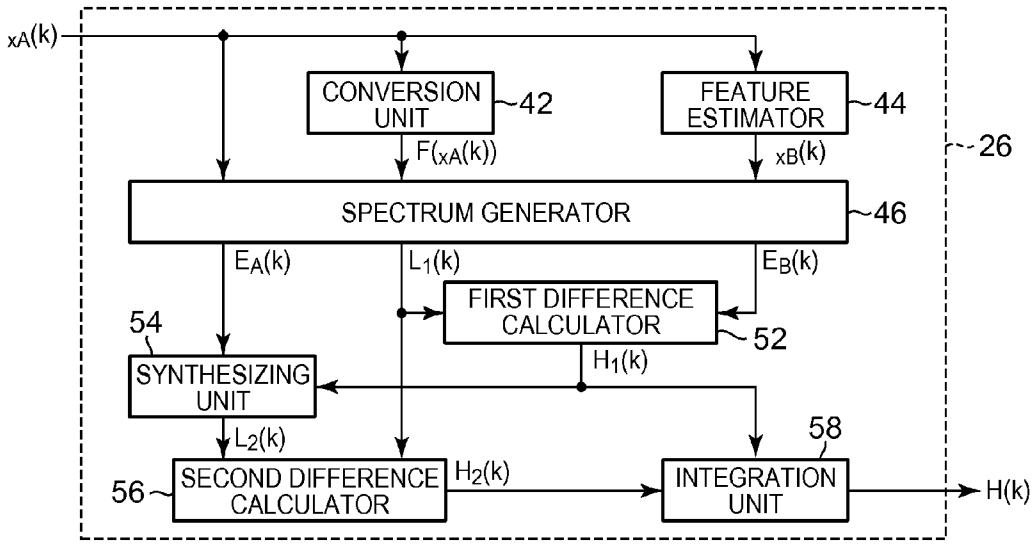 xA(k)
CONVERSION
UNIT
42
FEATURE
ESTIMATOR
44
26
F(xA(k))
xB(k)
SPECTRUM GENERATOR
46
EA(k)
L1(k)
EB(k)
FIRST DIFFERENCE
CALCULATOR
52
54
H1(k)
SYNTHESIZING
UNIT
L2(k)
58
SECOND DIFFERENCE
CALCULATOR
56
H2(k)
INTEGRATION
UNIT
H(k)